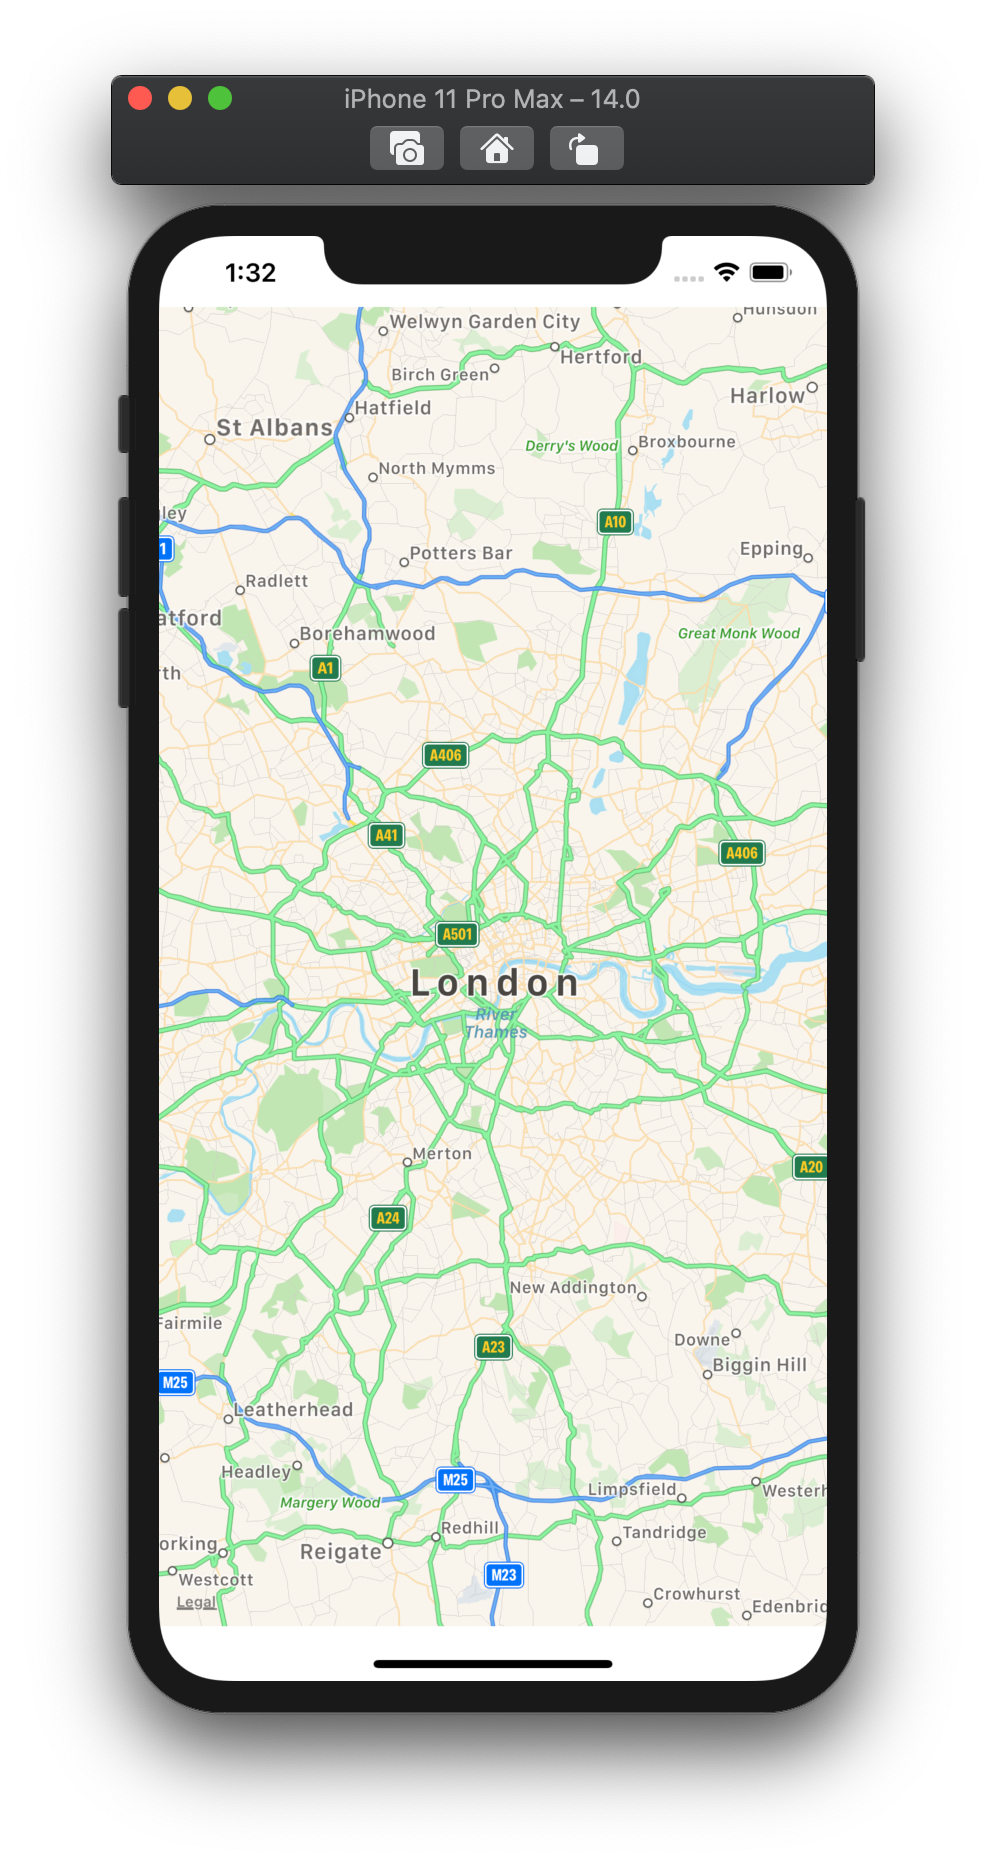 iPhone 11 Pro Max – 14.0
1:32
Hunsdon
Welwyn Garden City
Hertford
Birch Green
Harlow
Hatfield
St Albans
Derry's Wood
Broxbourne
North Mymms
ley
A10
1
Potters Bar
Epping
Radlett
atford
Borehamwood
Great Monk Wood
A1
rth
A406
A41
A406
A501
London
River
Thames
Merton
A20
A24
New Addington
Fairmile
Downe
A23
Biggin Hill
M25
Leatherhead
Headley
M25
Limpsfield
Westerh
Margery Wood
Redhill
Tandridge
orking
Reigate
M23
Westcott
Crowhurst
Legal
Edenbrid